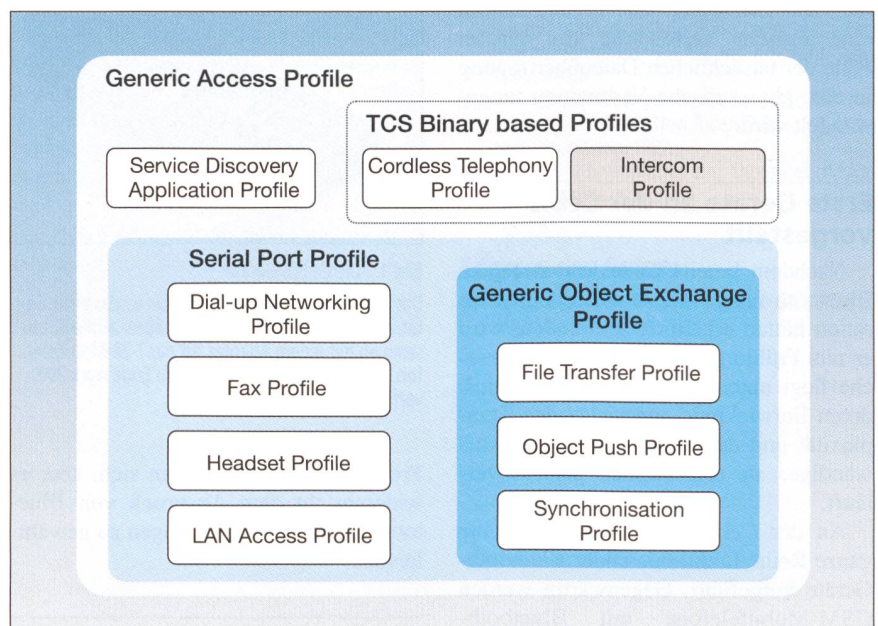 Generic Access Profile
TCS Binary based Profiles
Service Discovery
Application Profile
Cordless Telephony
Profile
Intercom
Profile
Serial Port Profile
Dial-up Networking
Profile
Fax Profile
Headset Profile
LAN Access Profile
Generic Object Exchange
Profile
File Transfer Profile
Object Push Profile
Synchronisation
Profile